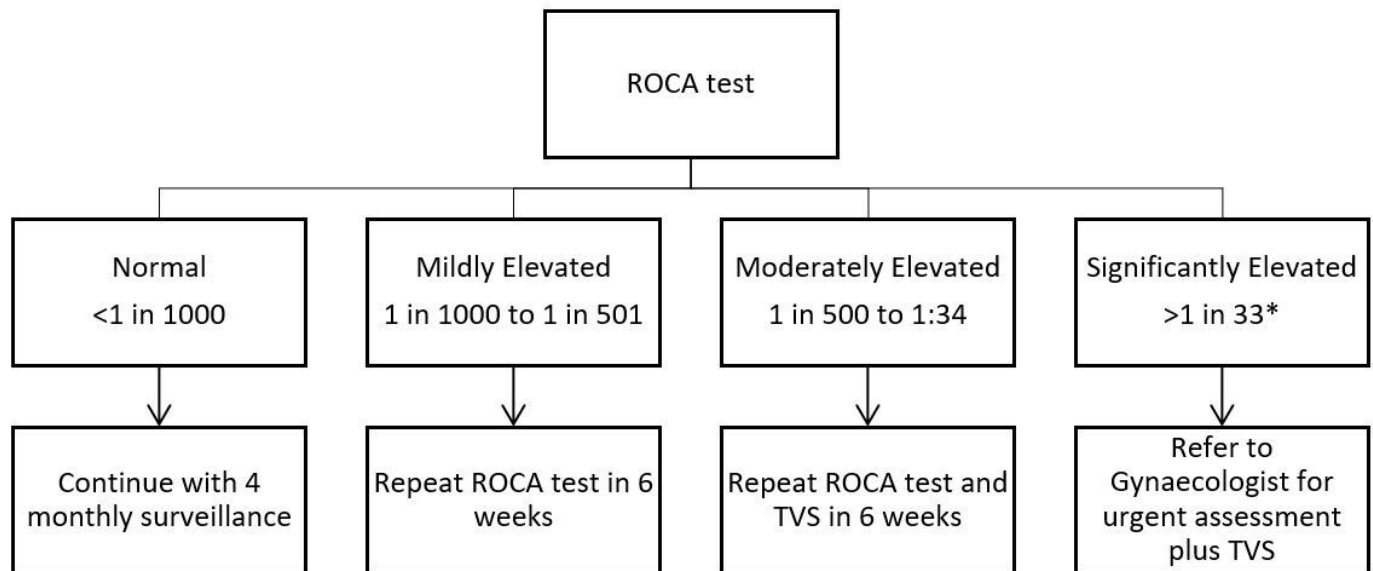 ROCA test
Normal
<1 in 1000
Mildly Elevated
1 in 1000 to 1 in 501
Moderately Elevated
1 in 500 to 1:34
Significantly Elevated
>1 in 33*
Continue with 4
monthly surveillance
Repeat ROCA test in 6
weeks
Repeat ROCA test and
TVS in 6 weeks
Refer to
Gynaecologist for
urgent assessment
plus TVS